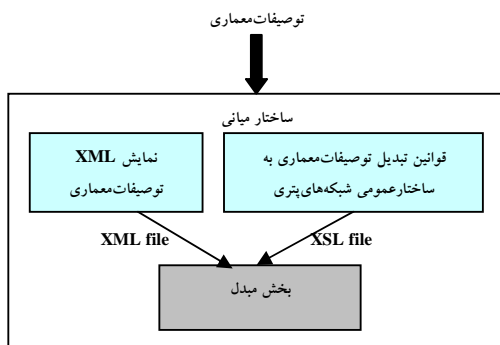 توصیفات‌معماری
ساختار میانی
قوانین تبدیل توصیفات‌معماری به
ساختارعمومی شبکه‌های‌پتری
نمایش XML
توصیفات‌معماری
XML file
XSL file
بخش مبدل